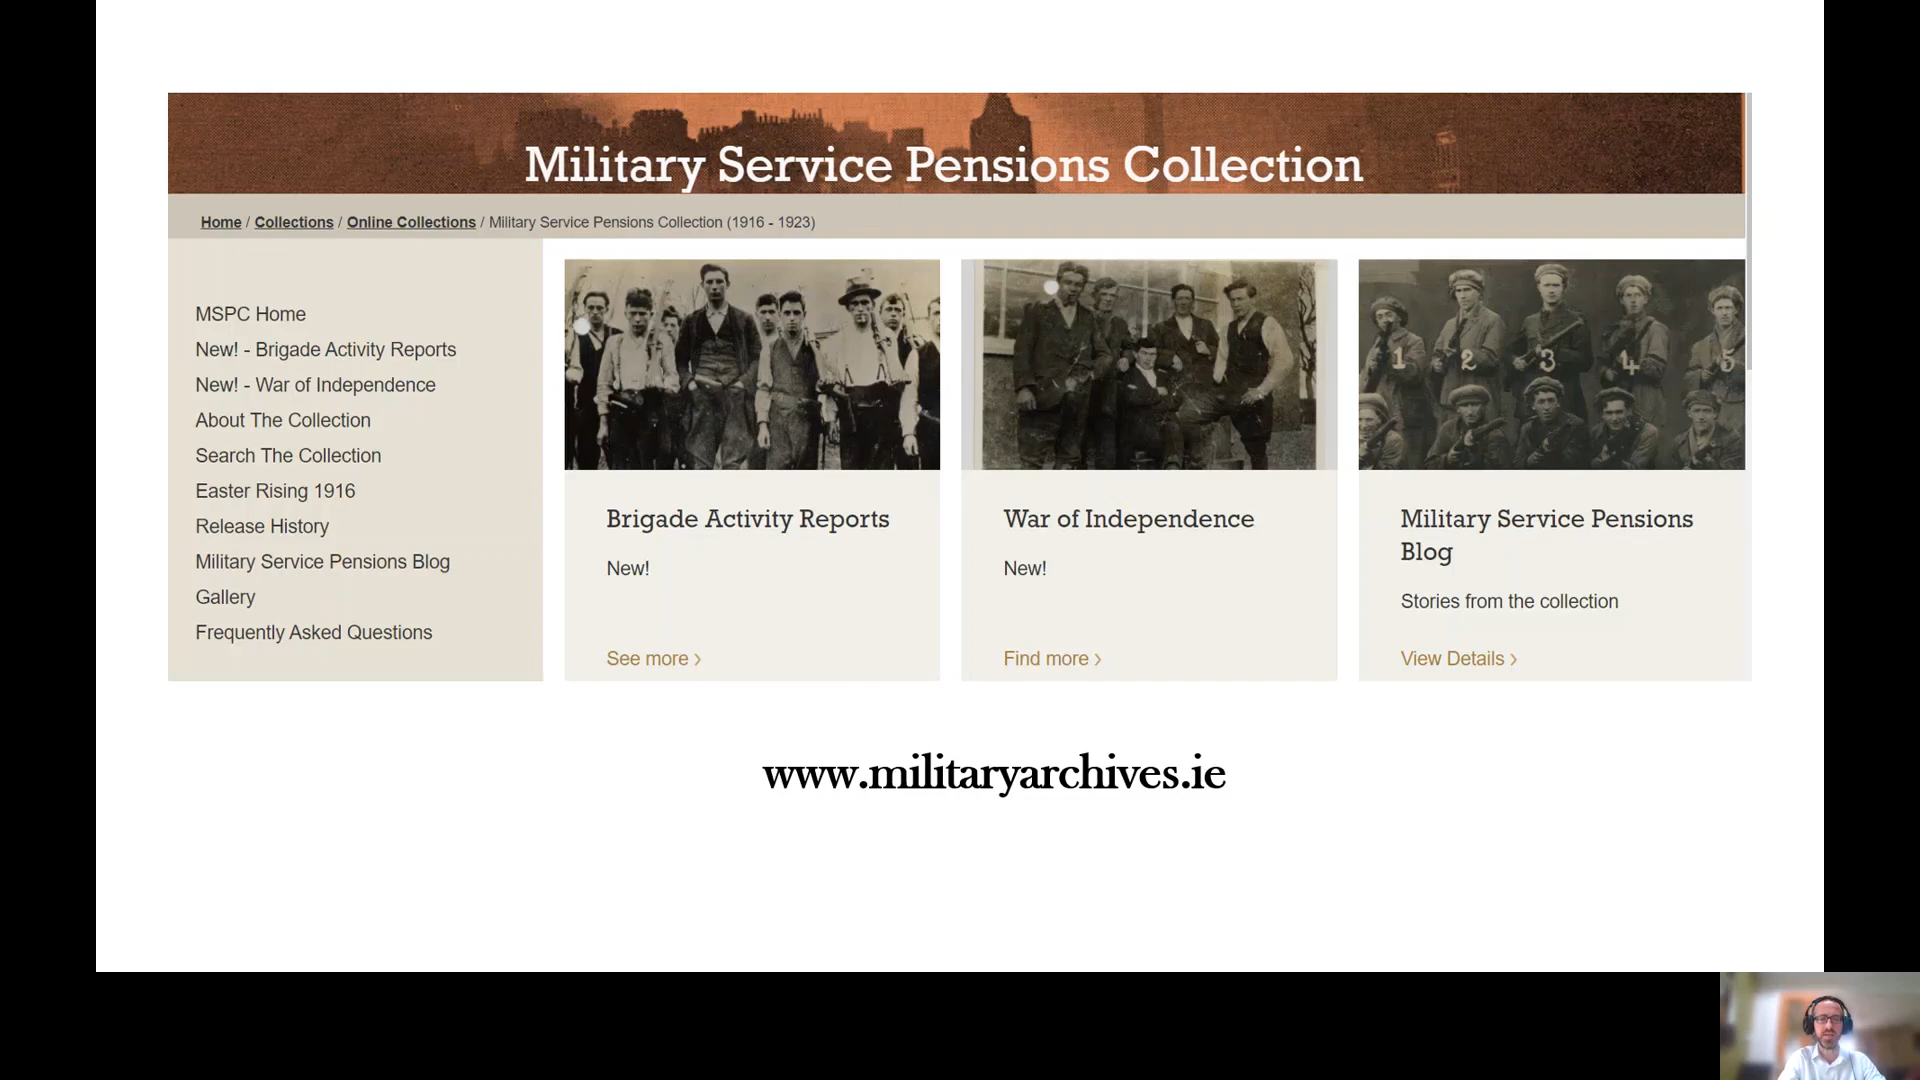 Military Service Pensions Collection
Home / Collections / Online Collections / Military Service Pensions Collection (1916 - 1923)
MSPC Home
New! - Brigade Activity Reports
New! - War of Independence
About The Collection
Search The Collection
Easter Rising 1916
Release History
Military Service Pensions Blog
Gallery
Frequently Asked Questions
Brigade Activity Reports
New!
See more ›
War of Independence
New!
Find more ›
1 2 3 4 5
Military Service Pensions
Blog
Stories from the collection
View Details ›
www.militaryarchives.ie